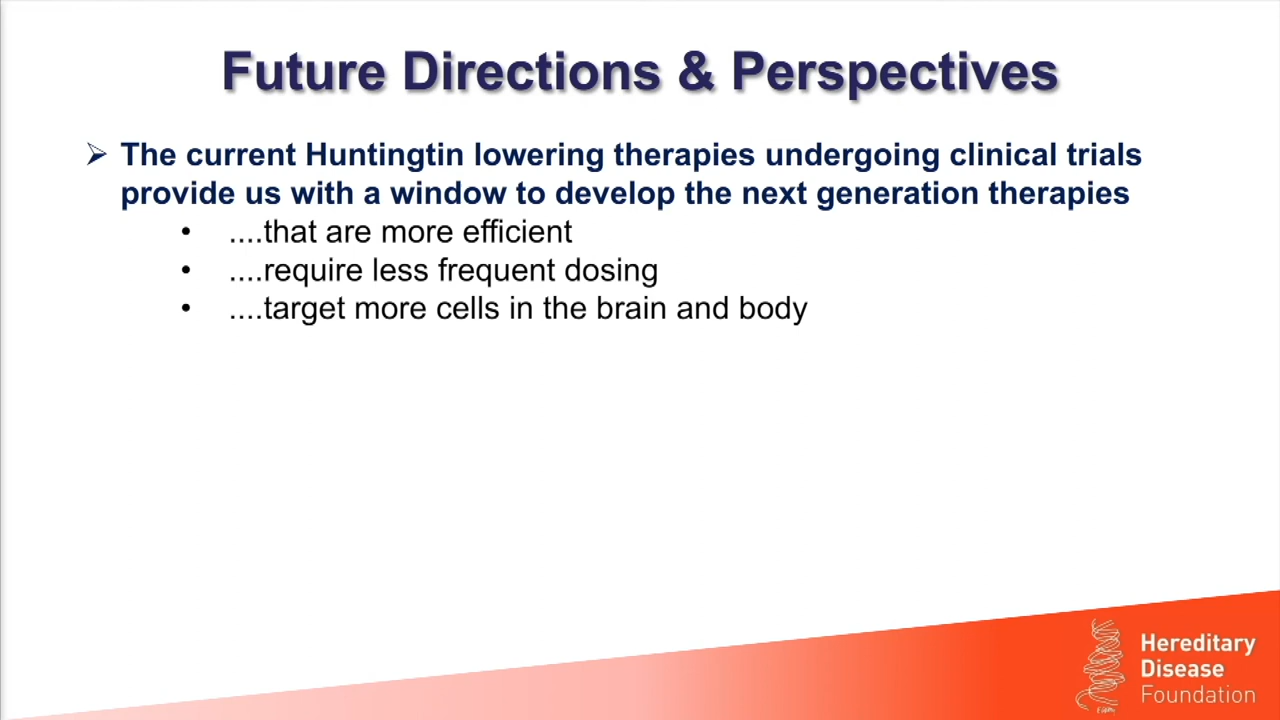 Future Directions & Perspectives
➢ The current Huntingtin lowering therapies undergoing clinical trials
provide us with a window to develop the next generation therapies
• ....that are more efficient
• ....require less frequent dosing
• ....target more cells in the brain and body
Hereditary
Disease
Foundation